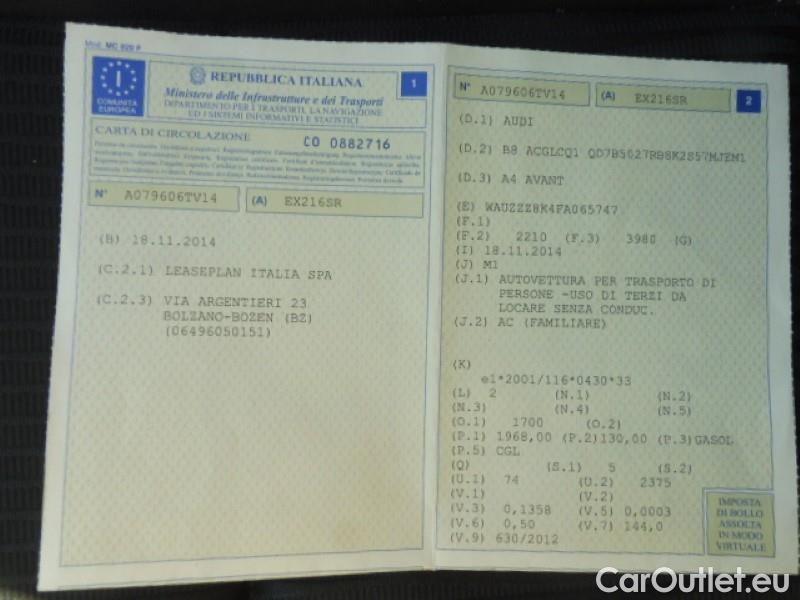 Mod. MC 820 F
I
COMUNITÀ
EUROPEA
REPUBBLICA ITALIANA
Ministero delle Infrastrutture e dei Trasporti
DIPARTIMENTO PER I TRASPORTI, LA NAVIGAZIONE
ED I SISTEMI INFORMATIVI E STATISTICI
1
CARTA DI CIRCOLAZIONE
CO 0882716
N° A079606TV14
(A) EX216SR
(B) 18.11.2014
(C.2.1) LEASEPLAN ITALIA SPA
(C.2.3) VIA ARGENTIERI 23
BOLZANO-BOZEN (BZ)
(06496050151)
N° A079606TV14
(A) EX216SR
2
(D.1) AUDI
(D.2) B8 ACGLCQ1 QD7B5027RB8K2S57MJEM1
(D.3) A4 AVANT
(E) WAUZZZ8K4FA065747
(F.1)
(F.2) 2210 (F.3) 3980 (G)
(I) 18.11.2014
(J) M1
(J.1) AUTOVETTURA PER TRASPORTO DI
PERSONE -USO DI TERZI DA
LOCARE SENZA CONDUC.
(J.2) AC (FAMILIARE)
(K)
e1*2001/116*0430*33
(L) 2 (N.1) (N.2)
(N.3) (N.4) (N.5)
(O.1) 1700 (O.2)
(P.1) 1968,00 (P.2)130,00 (P.3)GASOL
(P.5) CGL
(Q) (S.1) 5 (S.2)
(U.1) 74 (U.2) 2375
(V.1) (V.2)
(V.3) 0,1358 (V.5) 0,0003
(V.6) 0,50 (V.7) 144,0
(V.9) 630/2012
IMPOSTA
DI BOLLO
ASSOLTA
IN MODO
VIRTUALE
CarOutlet.eu